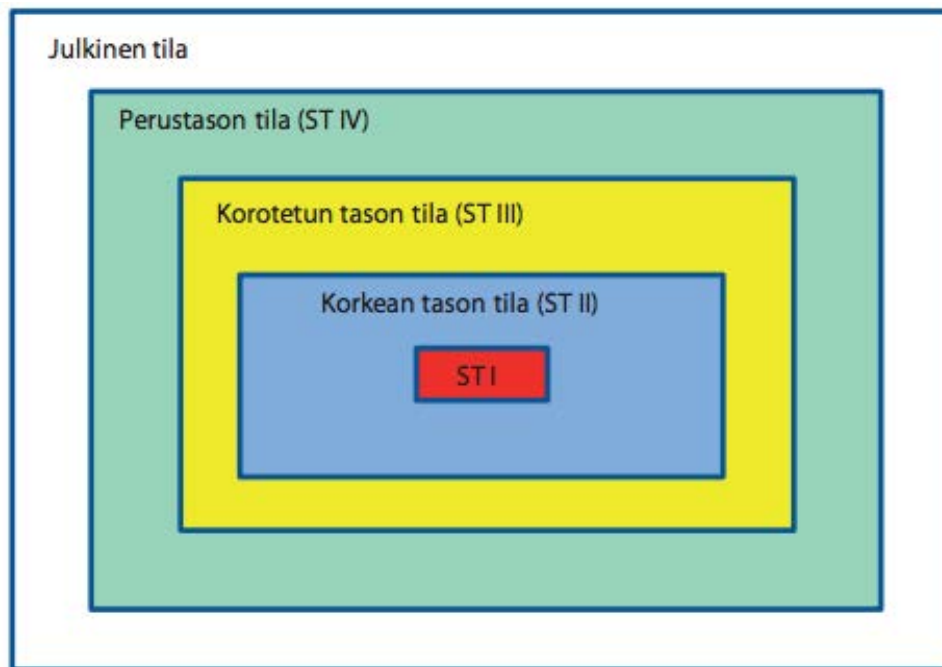 Julkinen tila
Perustason tila (ST IV)
Korotetun tason tila (ST III)
Korkean tason tila (ST II)
ST I